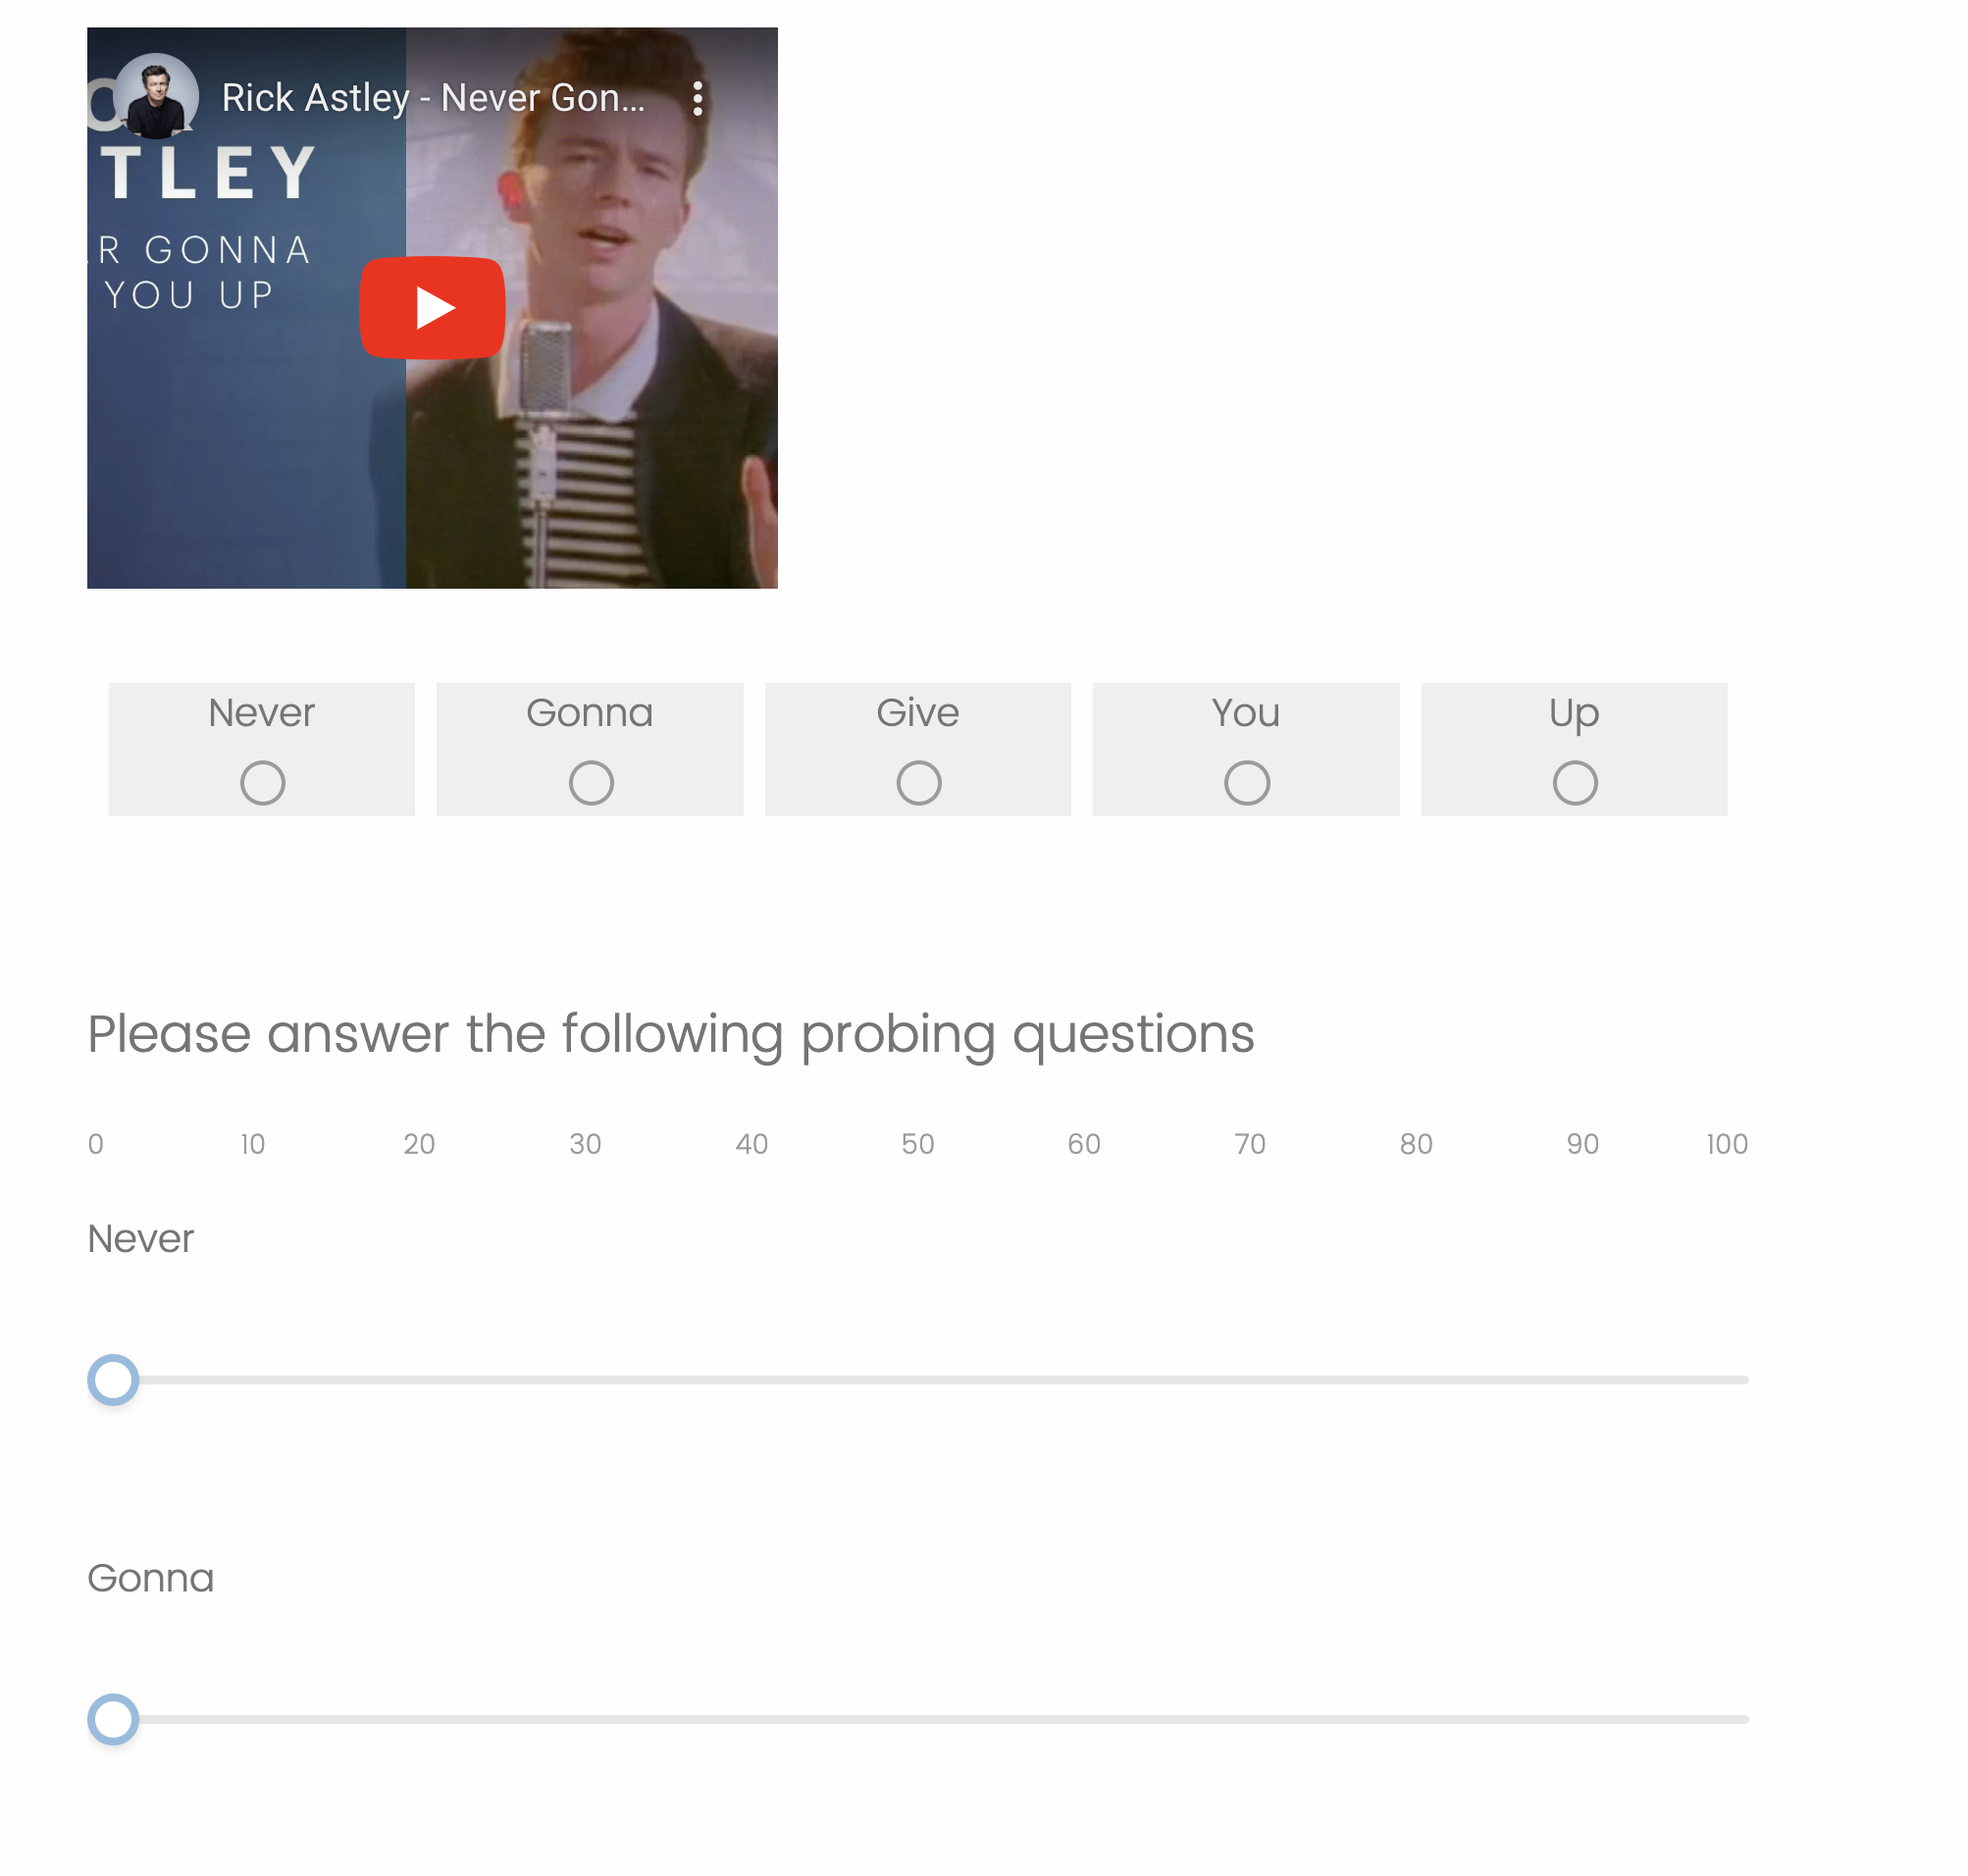 Rick Astley - Never Gon...
TLEY
R GONNA
YOU UP
Never Gonna Give You Up
Please answer the following probing questions
0 10 20 30 40 50 60 70 80 90 100
Never
Gonna